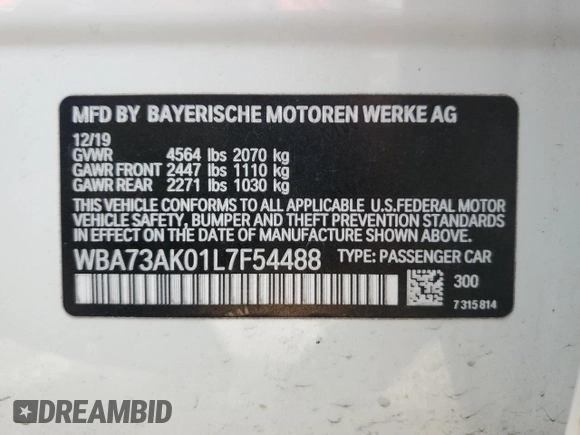 MFD BY BAYERISCHE MOTOREN WERKE AG
12/19
GVWR 4564 lbs 2070 kg
GAWR FRONT 2447 lbs 1110 kg
GAWR REAR 2271 lbs 1030 kg
THIS VEHICLE CONFORMS TO ALL APPLICABLE U.S.FEDERAL MOTOR
VEHICLE SAFETY, BUMPER AND THEFT PREVENTION STANDARDS
IN EFFECT ON THE DATE OF MANUFACTURE SHOWN ABOVE.
WBA73AK01L7F54488 TYPE: PASSENGER CAR
300
7 315 814
DREAMBID